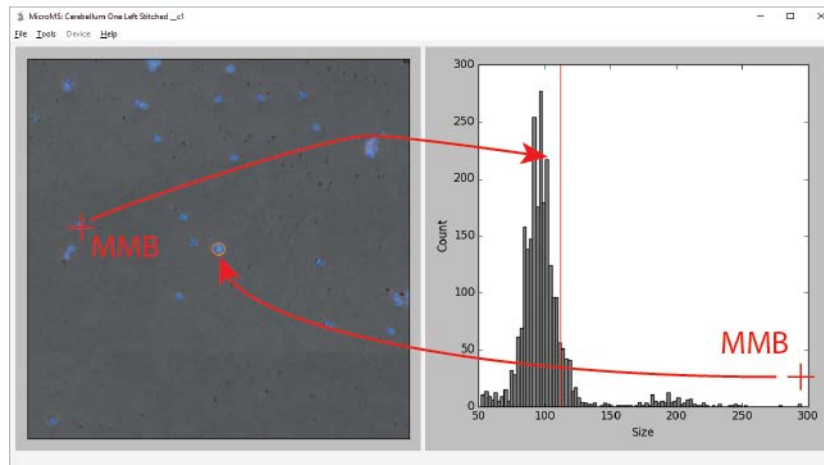 MicroMS: Cerebellum One Left Stitched __c1
File Tools Device Help
MMB
300
250
200
150
100
50
0
Count
MMB
50 100 150 200 250 300
Size